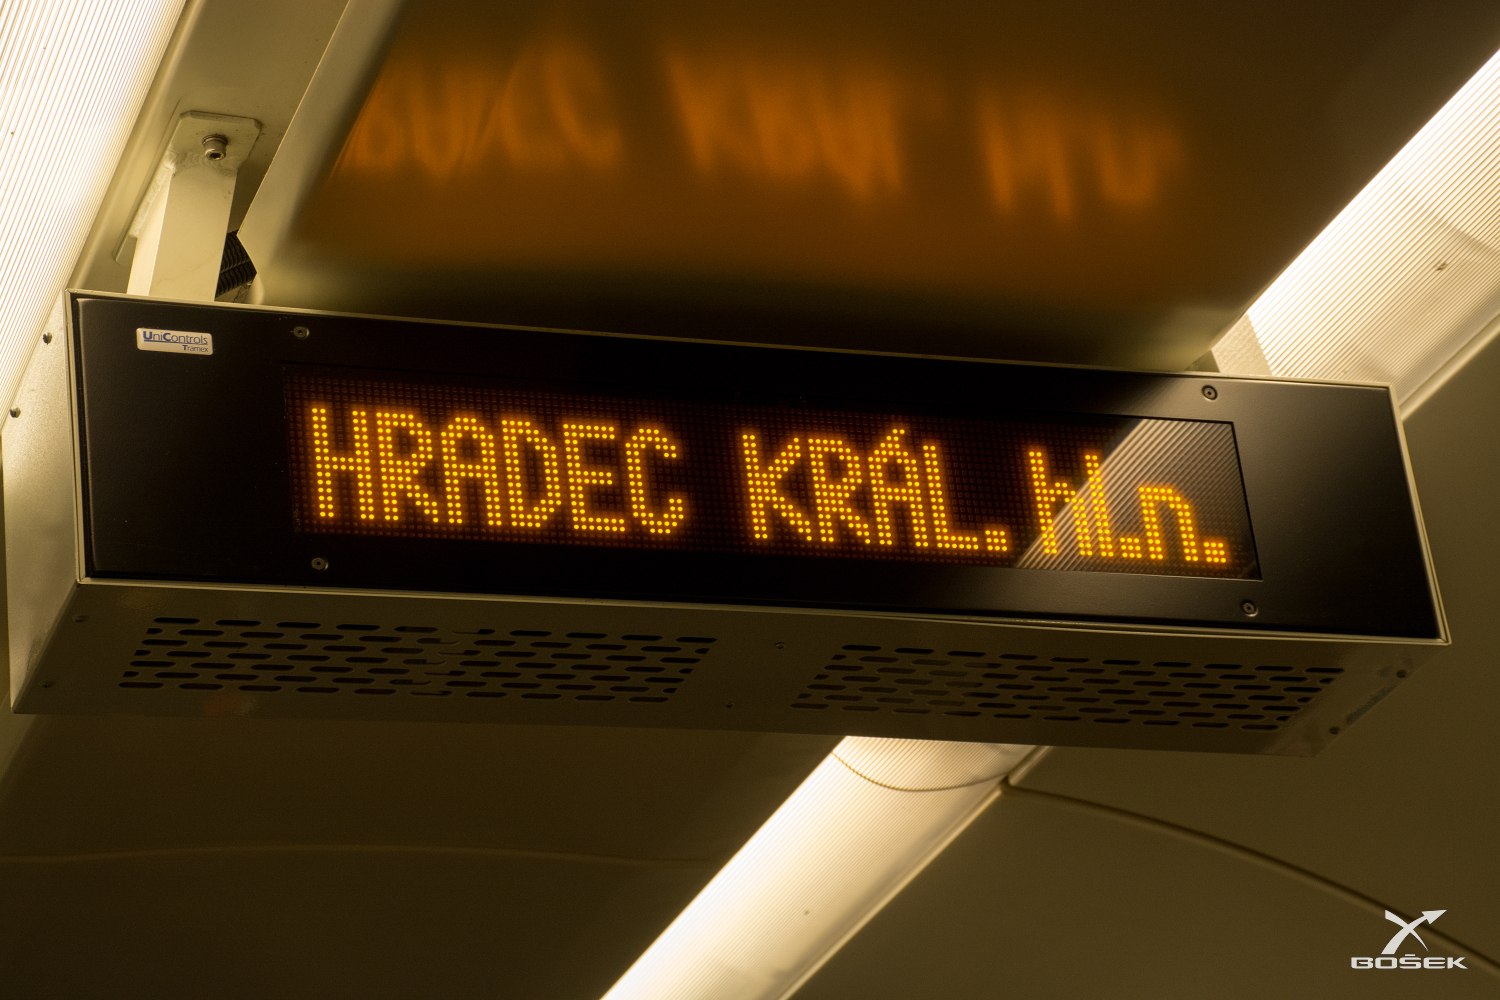 UniControls
Tramex
HRADEC KRÁL. hl.n.
BOŠEK